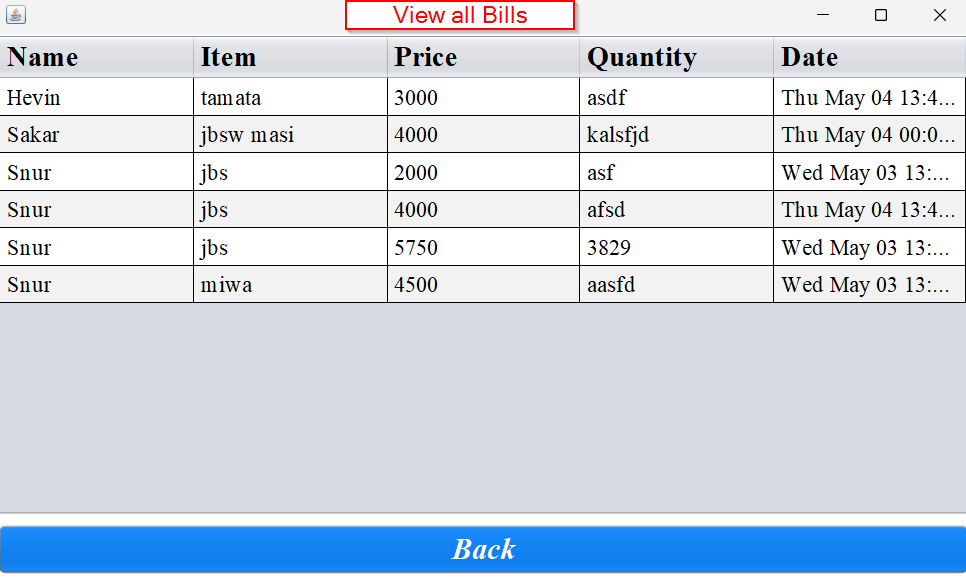 View all Bills
Name Item Price Quantity Date
Hevin tamata 3000 asdf Thu May 04 13:4...
Sakar jbsw masi 4000 kalsfjd Thu May 04 00:0...
Snur jbs 2000 asf Wed May 03 13:...
Snur jbs 4000 afsd Thu May 04 13:4...
Snur jbs 5750 3829 Wed May 03 13:...
Snur miwa 4500 aasfd Wed May 03 13:...
Back